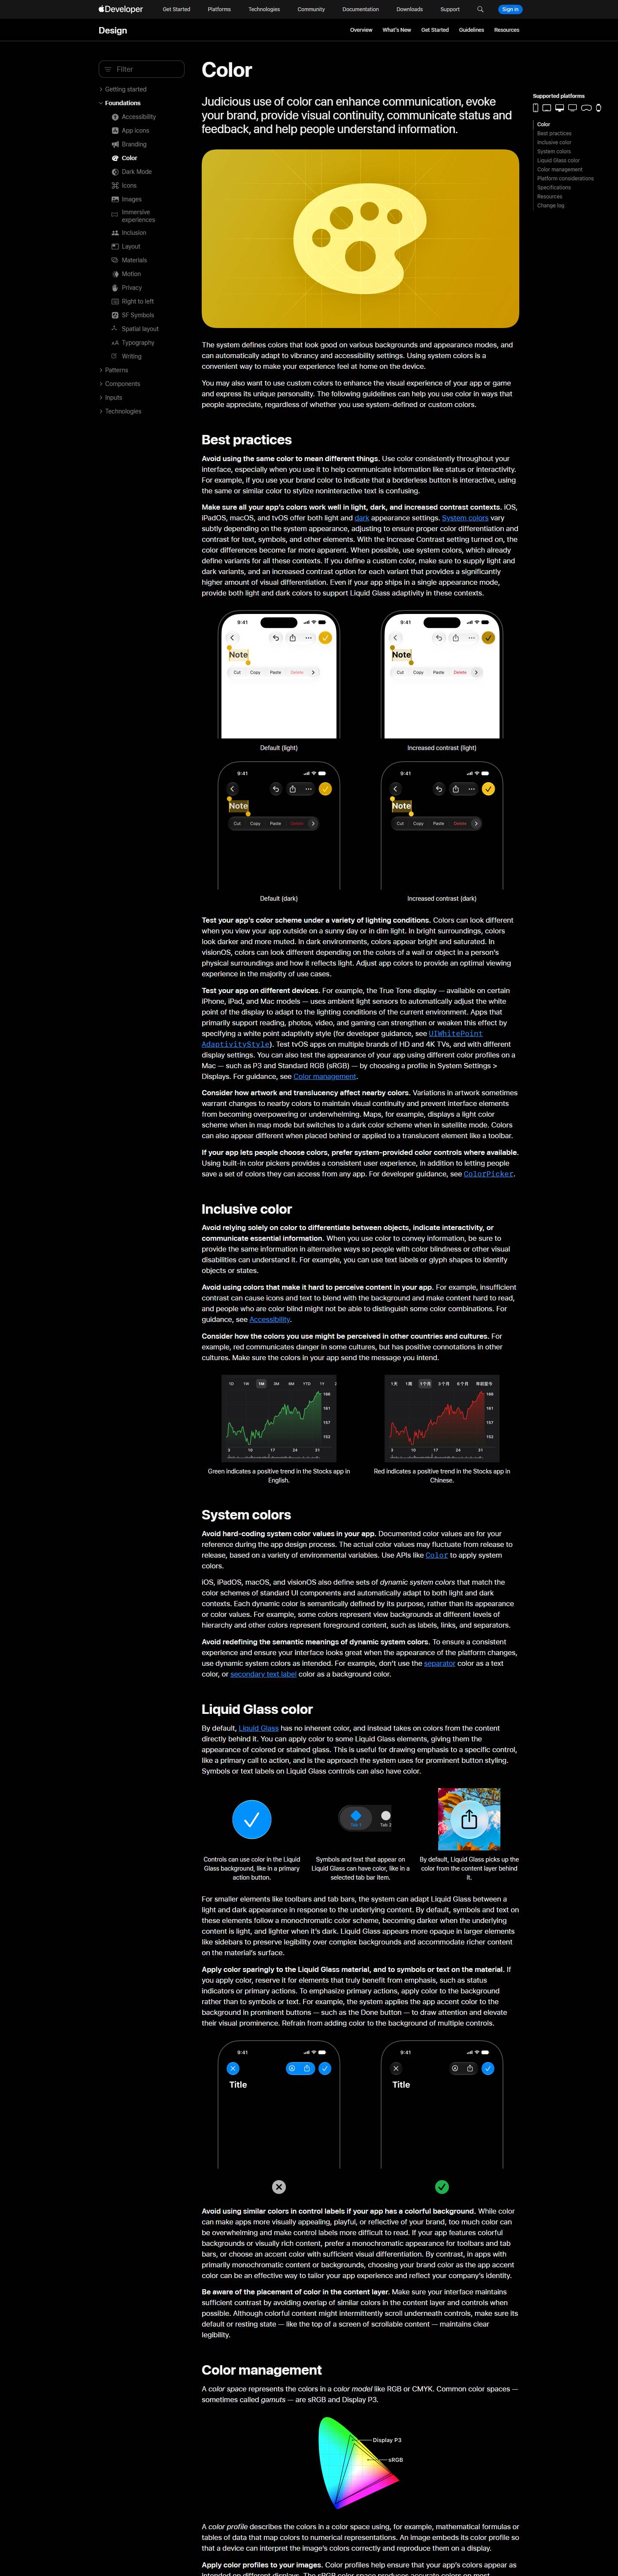 Developer
Get Started
Platforms
Technologies
Community
Documentation
Downloads
Support
Sign in
Design
Overview
What's New
Get Started
Guidelines
Resources
Filter
Getting started
Foundations
Accessibility
App icons
Branding
Color
Dark Mode
Icons
Images
Immersive
experiences
Inclusion
Layout
Materials
Motion
Privacy
Right to left
SF Symbols
Spatial layout
Typography
Writing
Patterns
Components
Inputs
Technologies
Color
Judicious use of color can enhance communication, evoke
your brand, provide visual continuity, communicate status and
feedback, and help people understand information.
Supported platforms
Color
Best practices
Inclusive color
System colors
Liquid Glass color
Color management
Platform considerations
Specifications
Resources
Change log
The system defines colors that look good on various backgrounds and appearance modes, and
can automatically adapt to vibrancy and accessibility settings. Using system colors is a
convenient way to make your experience feel at home on the device.
You may also want to use custom colors to enhance the visual experience of your app or game
and express its unique personality. The following guidelines can help you use color in ways that
people appreciate, regardless of whether you use system-defined or custom colors.
Best practices
Avoid using the same color to mean different things. Use color consistently throughout your
interface, especially when you use it to help communicate information like status or interactivity.
For example, if you use your brand color to indicate that a borderless button is interactive, using
the same or similar color to stylize noninteractive text is confusing.
Make sure all your app's colors work well in light, dark, and increased contrast contexts. iOS,
iPadOS, macOS, and tvOS offer both light and dark appearance settings. System colors vary
subtly depending on the system appearance, adjusting to ensure proper color differentiation and
contrast for text, symbols, and other elements. With the Increase Contrast setting turned on, the
color differences become far more apparent. When possible, use system colors, which already
define variants for all these contexts. If you define a custom color, make sure to supply light and
dark variants, and an increased contrast option for each variant that provides a significantly
higher amount of visual differentiation. Even if your app ships in a single appearance mode,
provide both light and dark colors to support Liquid Glass adaptivity in these contexts.
9:41
Note
Cut Copy Paste Delete
Default (light)
9:41
Note
Cut Copy Paste Delete
Increased contrast (light)
9:41
Note
Cut Copy Paste Delete
Default (dark)
9:41
Note
Cut Copy Paste Delete
Increased contrast (dark)
Test your app's color scheme under a variety of lighting conditions. Colors can look different
when you view your app outside on a sunny day or in dim light. In bright surroundings, colors
look darker and more muted. In dark environments, colors appear bright and saturated. In
visionOS, colors can look different depending on the colors of a wall or object in a person's
physical surroundings and how it reflects light. Adjust app colors to provide an optimal viewing
experience in the majority of use cases.
Test your app on different devices. For example, the True Tone display — available on certain
iPhone, iPad, and Mac models — uses ambient light sensors to automatically adjust the white
point of the display to adapt to the lighting conditions of the current environment. Apps that
primarily support reading, photos, video, and gaming can strengthen or weaken this effect by
specifying a white point adaptivity style (for developer guidance, see UIWhitePoint
AdaptivityStyle). Test tvOS apps on multiple brands of HD and 4K TVs, and with different
display settings. You can also test the appearance of your app using different color profiles on a
Mac — such as P3 and Standard RGB (sRGB) — by choosing a profile in System Settings >
Displays. For guidance, see Color management.
Consider how artwork and translucency affect nearby colors. Variations in artwork sometimes
warrant changes to nearby colors to maintain visual continuity and prevent interface elements
from becoming overpowering or underwhelming. Maps, for example, displays a light color
scheme when in map mode but switches to a dark color scheme when in satellite mode. Colors
can also appear different when placed behind or applied to a translucent element like a toolbar.
If your app lets people choose colors, prefer system-provided color controls where available.
Using built-in color pickers provides a consistent user experience, in addition to letting people
save a set of colors they can access from any app. For developer guidance, see ColorPicker.
Inclusive color
Avoid relying solely on color to differentiate between objects, indicate interactivity, or
communicate essential information. When you use color to convey information, be sure to
provide the same information in alternative ways so people with color blindness or other visual
disabilities can understand it. For example, you can use text labels or glyph shapes to identify
objects or states.
Avoid using colors that make it hard to perceive content in your app. For example, insufficient
contrast can cause icons and text to blend with the background and make content hard to read,
and people who are color blind might not be able to distinguish some color combinations. For
guidance, see Accessibility.
Consider how the colors you use might be perceived in other countries and cultures. For
example, red communicates danger in some cultures, but has positive connotations in other
cultures. Make sure the colors in your app send the message you intend.
1D 1W 1M 3M 6M YTD 1Y 2
166
161
157
152
3 10 17 24 31
Green indicates a positive trend in the Stocks app in
English.
1天 1周 1个月 3个月 6个月 年初至今
166
161
157
152
3 10 17 24 31
Red indicates a positive trend in the Stocks app in
Chinese.
System colors
Avoid hard-coding system color values in your app. Documented color values are for your
reference during the app design process. The actual color values may fluctuate from release to
release, based on a variety of environmental variables. Use APIs like Color to apply system
colors.
iOS, iPadOS, macOS, and visionOS also define sets of dynamic system colors that match the
color schemes of standard UI components and automatically adapt to both light and dark
contexts. Each dynamic color is semantically defined by its purpose, rather than its appearance
or color values. For example, some colors represent view backgrounds at different levels of
hierarchy and other colors represent foreground content, such as labels, links, and separators.
Avoid redefining the semantic meanings of dynamic system colors. To ensure a consistent
experience and ensure your interface looks great when the appearance of the platform changes,
use dynamic system colors as intended. For example, don't use the separator color as a text
color, or secondary text label color as a background color.
Liquid Glass color
By default, Liquid Glass has no inherent color, and instead takes on colors from the content
directly behind it. You can apply color to some Liquid Glass elements, giving them the
appearance of colored or stained glass. This is useful for drawing emphasis to a specific control,
like a primary call to action, and is the approach the system uses for prominent button styling.
Symbols or text labels on Liquid Glass controls can also have color.
Controls can use color in the Liquid
Glass background, like in a primary
action button.
Tab 1
Tab 2
Symbols and text that appear on
Liquid Glass can have color, like in a
selected tab bar item.
By default, Liquid Glass picks up the
color from the content layer behind
it.
For smaller elements like toolbars and tab bars, the system can adapt Liquid Glass between a
light and dark appearance in response to the underlying content. By default, symbols and text on
these elements follow a monochromatic color scheme, becoming darker when the underlying
content is light, and lighter when it's dark. Liquid Glass appears more opaque in larger elements
like sidebars to preserve legibility over complex backgrounds and accommodate richer content
on the material's surface.
Apply color sparingly to the Liquid Glass material, and to symbols or text on the material. If
you apply color, reserve it for elements that truly benefit from emphasis, such as status
indicators or primary actions. To emphasize primary actions, apply color to the background
rather than to symbols or text. For example, the system applies the app accent color to the
background in prominent buttons — such as the Done button — to draw attention and elevate
their visual prominence. Refrain from adding color to the background of multiple controls.
9:41
Title
9:41
Title
Avoid using similar colors in control labels if your app has a colorful background. While color
can make apps more visually appealing, playful, or reflective of your brand, too much color can
be overwhelming and make control labels more difficult to read. If your app features colorful
backgrounds or visually rich content, prefer a monochromatic appearance for toolbars and tab
bars, or choose an accent color with sufficient visual differentiation. By contrast, in apps with
primarily monochromatic content or backgrounds, choosing your brand color as the app accent
color can be an effective way to tailor your app experience and reflect your company's identity.
Be aware of the placement of color in the content layer. Make sure your interface maintains
sufficient contrast by avoiding overlap of similar colors in the content layer and controls when
possible. Although colorful content might intermittently scroll underneath controls, make sure its
default or resting state — like the top of a screen of scrollable content — maintains clear
legibility.
Color management
A color space represents the colors in a color model like RGB or CMYK. Common color spaces —
sometimes called gamuts — are sRGB and Display P3.
Display P3
sRGB
A color profile describes the colors in a color space using, for example, mathematical formulas or
tables of data that map colors to numerical representations. An image embeds its color profile so
that a device can interpret the image's colors correctly and reproduce them on a display.
Apply color profiles to your images. Color profiles help ensure that your app's colors appear as